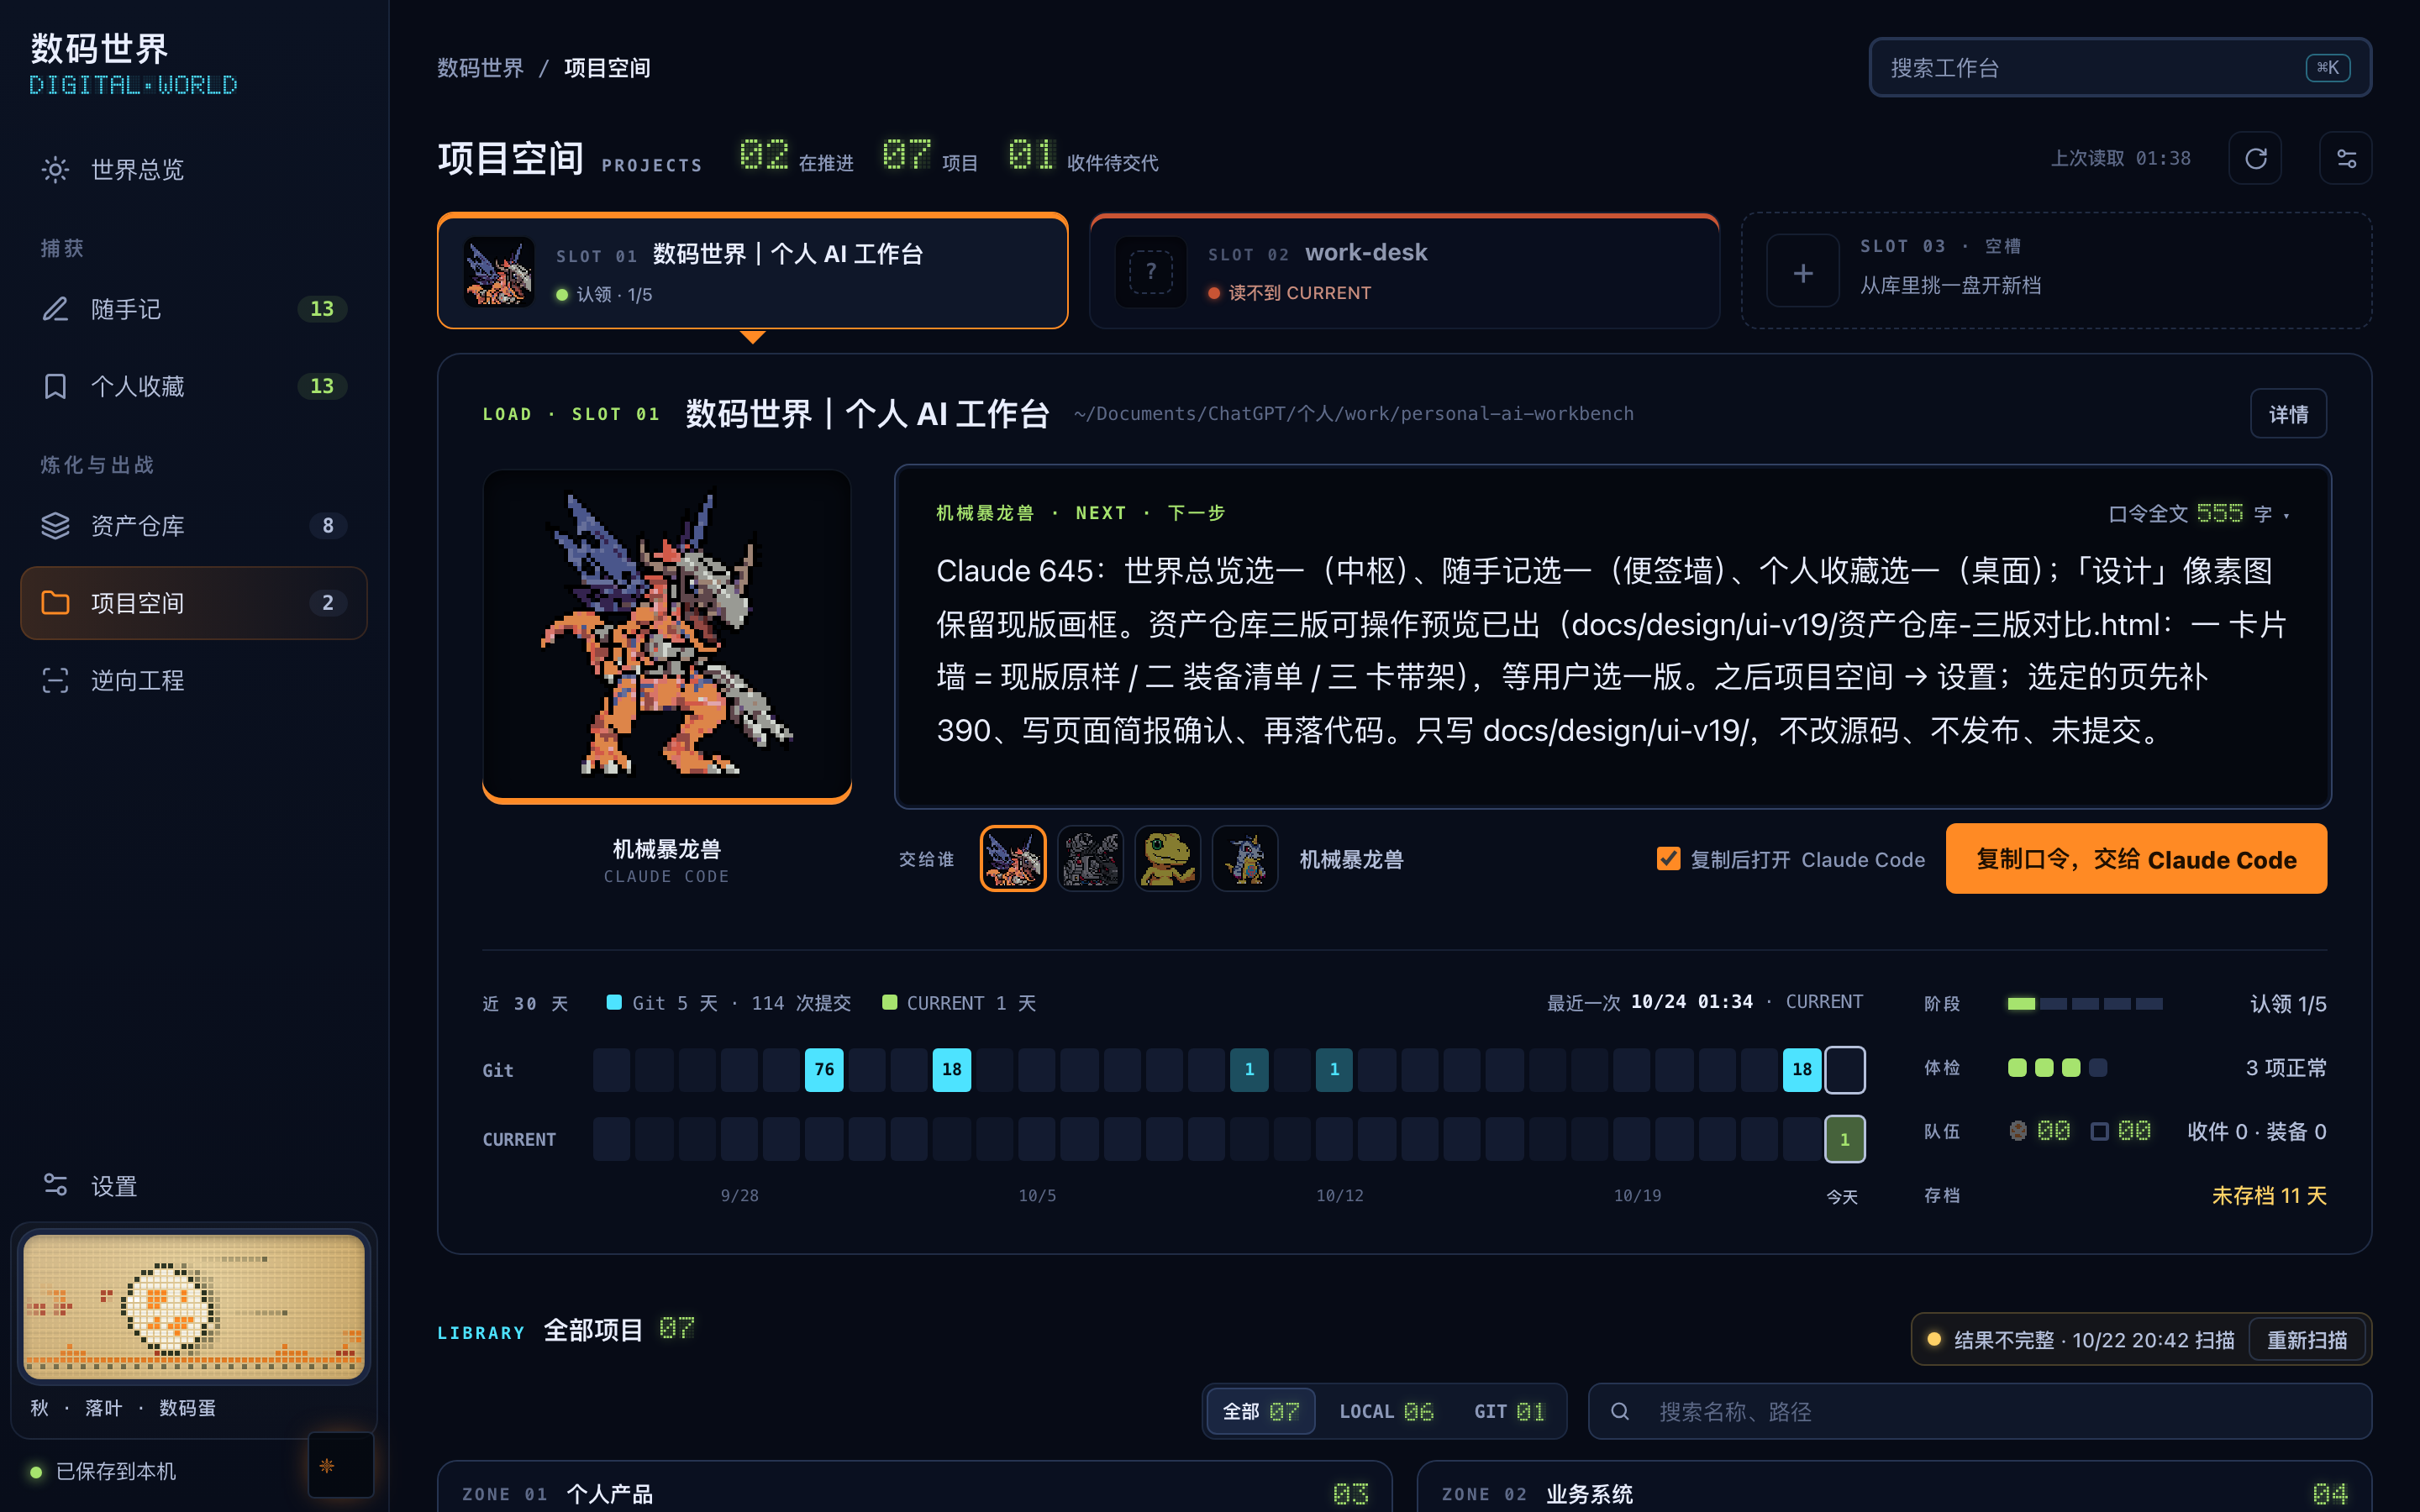 数码世界
DIGITAL·WORLD
世界总览
捕获
随手记 13
个人收藏 13
炼化与出战
资产仓库 8
项目空间 2
逆向工程
设置
秋 · 落叶 · 数码蛋
已保存到本机
数码世界 / 项目空间
搜索工作台 ⌘K
项目空间 PROJECTS 02 在推进 07 项目 01 收件待交代
上次读取 01:38
SLOT 01 数码世界｜个人 AI 工作台
认领 · 1/5
?
SLOT 02 work-desk
读不到 CURRENT
+
SLOT 03 · 空槽
从库里挑一盘开新档
LOAD · SLOT 01 数码世界｜个人 AI 工作台 ~/Documents/ChatGPT/个人/work/personal-ai-workbench
详情
机械暴龙兽 · NEXT · 下一步
口令全文 555 字 ▾
Claude 645：世界总览选一（中枢）、随手记选一（便签墙）、个人收藏选一（桌面）；「设计」像素图
保留现版画框。资产仓库三版可操作预览已出（docs/design/ui-v19/资产仓库-三版对比.html：一 卡片
墙 = 现版原样 / 二 装备清单 / 三 卡带架），等用户选一版。之后项目空间 → 设置；选定的页先补
390、写页面简报确认、再落代码。只写 docs/design/ui-v19/，不改源码、不发布、未提交。
机械暴龙兽
CLAUDE CODE
交给谁 机械暴龙兽
复制后打开 Claude Code
复制口令，交给 Claude Code
近 30 天 Git 5 天 · 114 次提交 CURRENT 1 天
最近一次 10/24 01:34 · CURRENT
Git 76 18 1 1 18
CURRENT 1
9/28 10/5 10/12 10/19 今天
阶段 认领 1/5
体检 3 项正常
队伍 00 00 收件 0 · 装备 0
存档 未存档 11 天
LIBRARY 全部项目 07
结果不完整 · 10/22 20:42 扫描 重新扫描
全部 07 LOCAL 06 GIT 01
搜索名称、路径
ZONE 01 个人产品 03
ZONE 02 业务系统 04